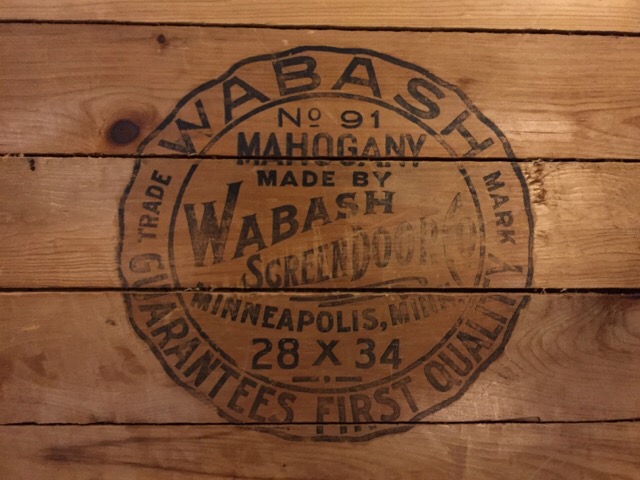 WABASH
TRADE MARK
No 91
MAHOGANY
MADE BY
WABASH
SCREEN DOOR Co
MINNEAPOLIS, MINN.
28 X 34
GUARANTEES FIRST QUALITY